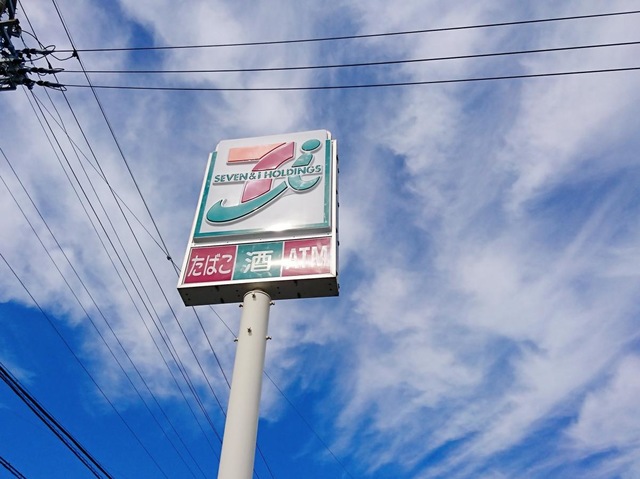 7i
SEVEN&i HOLDINGS
たばこ 酒 ATM